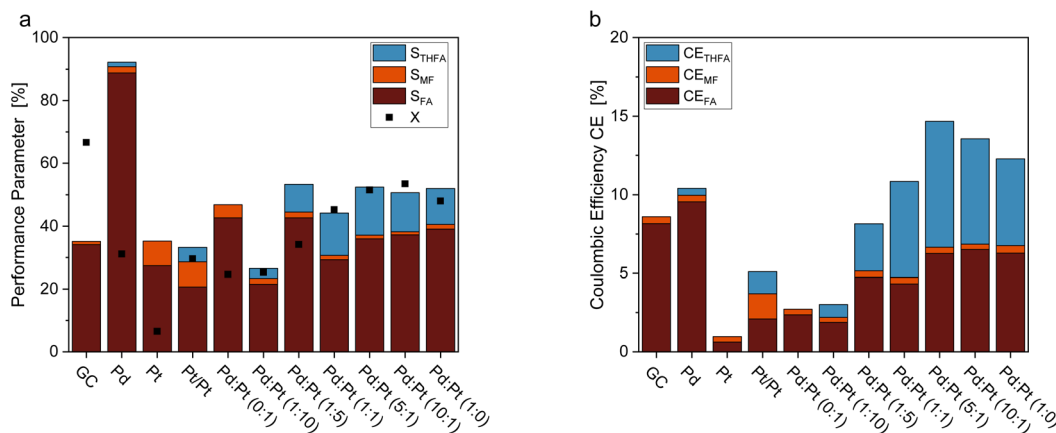 a
Performance Parameter [%]
100
80
60
40
20
0
S_THFA
S_MF
S_FA
X
GC
Pd
Pt
Pt/Pt
Pd:Pt (0:1)
Pd:Pt (1:10)
Pd:Pt (1:5)
Pd:Pt (1:1)
Pd:Pt (5:1)
Pd:Pt (10:1)
Pd:Pt (1:0)
b
Coulombic Efficiency CE [%]
20
15
10
5
0
CE_THFA
CE_MF
CE_FA
GC
Pd
Pt
Pt/Pt
Pd:Pt (0:1)
Pd:Pt (1:10)
Pd:Pt (1:5)
Pd:Pt (1:1)
Pd:Pt (5:1)
Pd:Pt (10:1)
Pd:Pt (1:0)